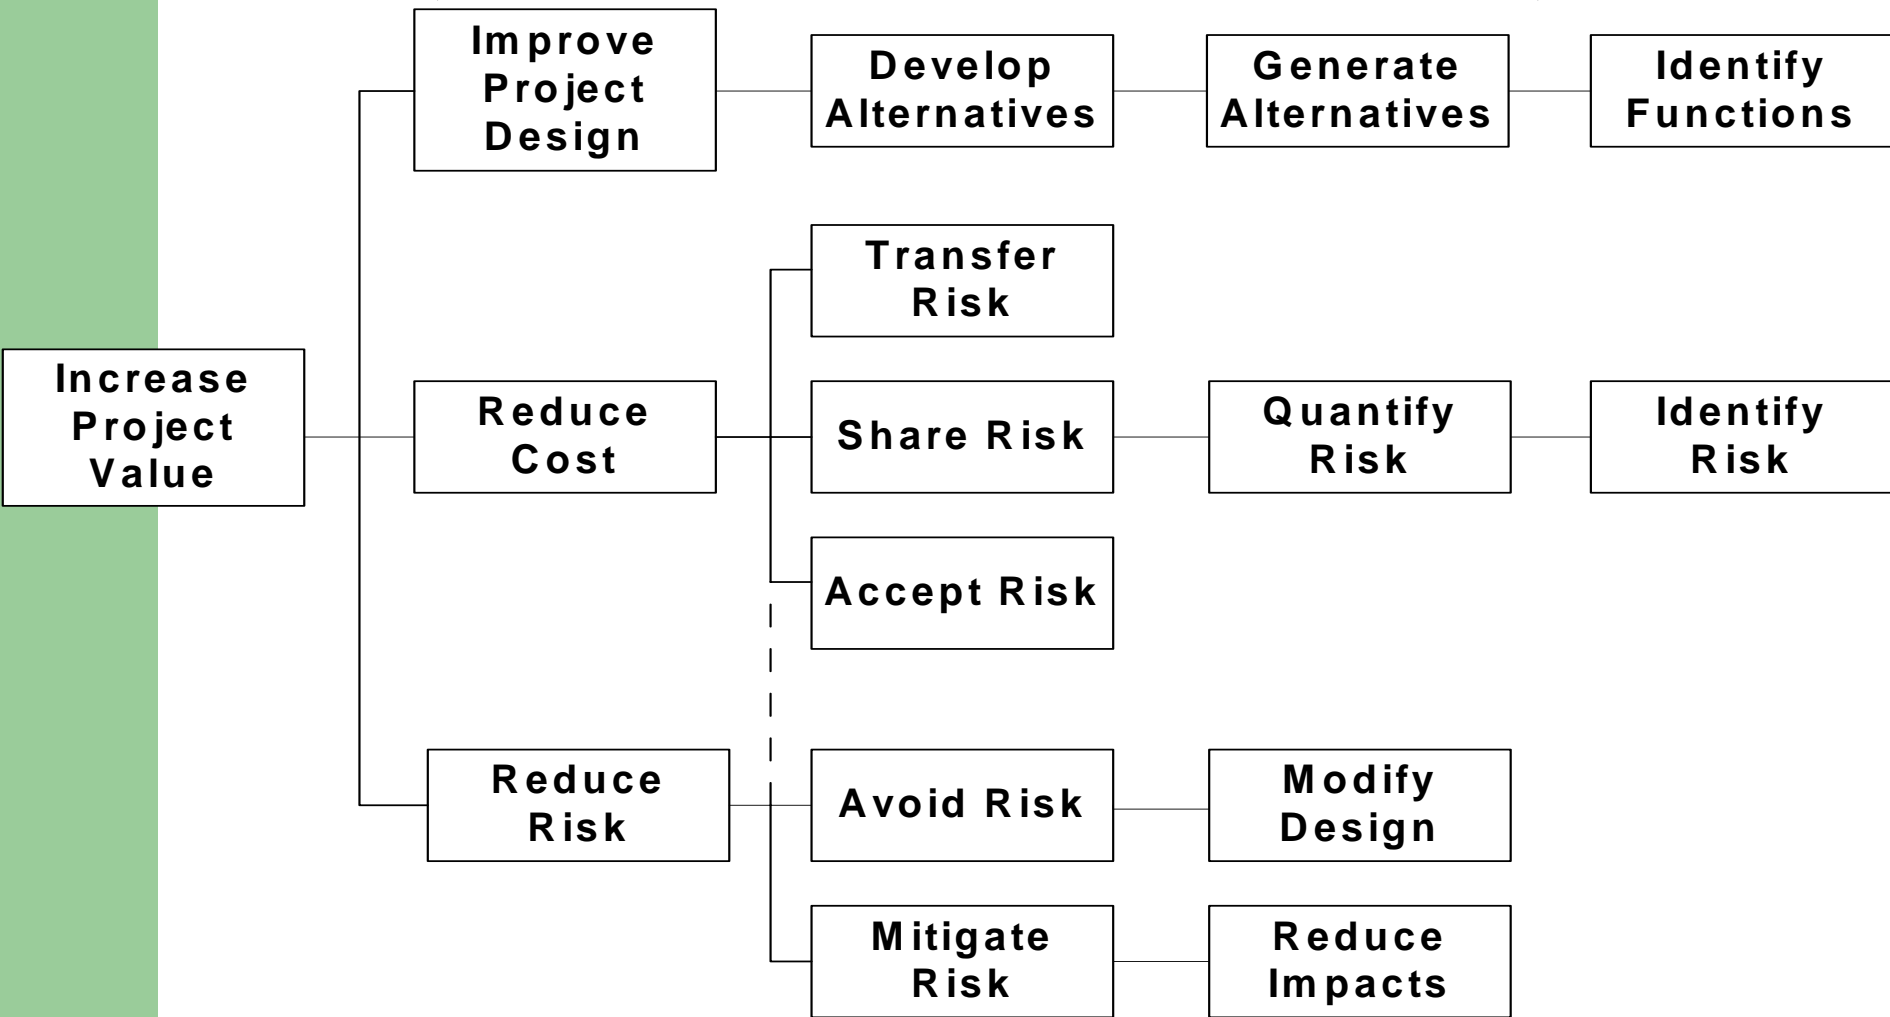 Improve
Project
Design
Develop
Alternatives
Generate
Alternatives
Identify
Functions
Transfer
Risk
Increase
Project
Value
Reduce
Cost
Share Risk
Quantify
Risk
Identify
Risk
Accept Risk
Reduce
Risk
Avoid Risk
Modify
Design
Mitigate
Risk
Reduce
Impacts